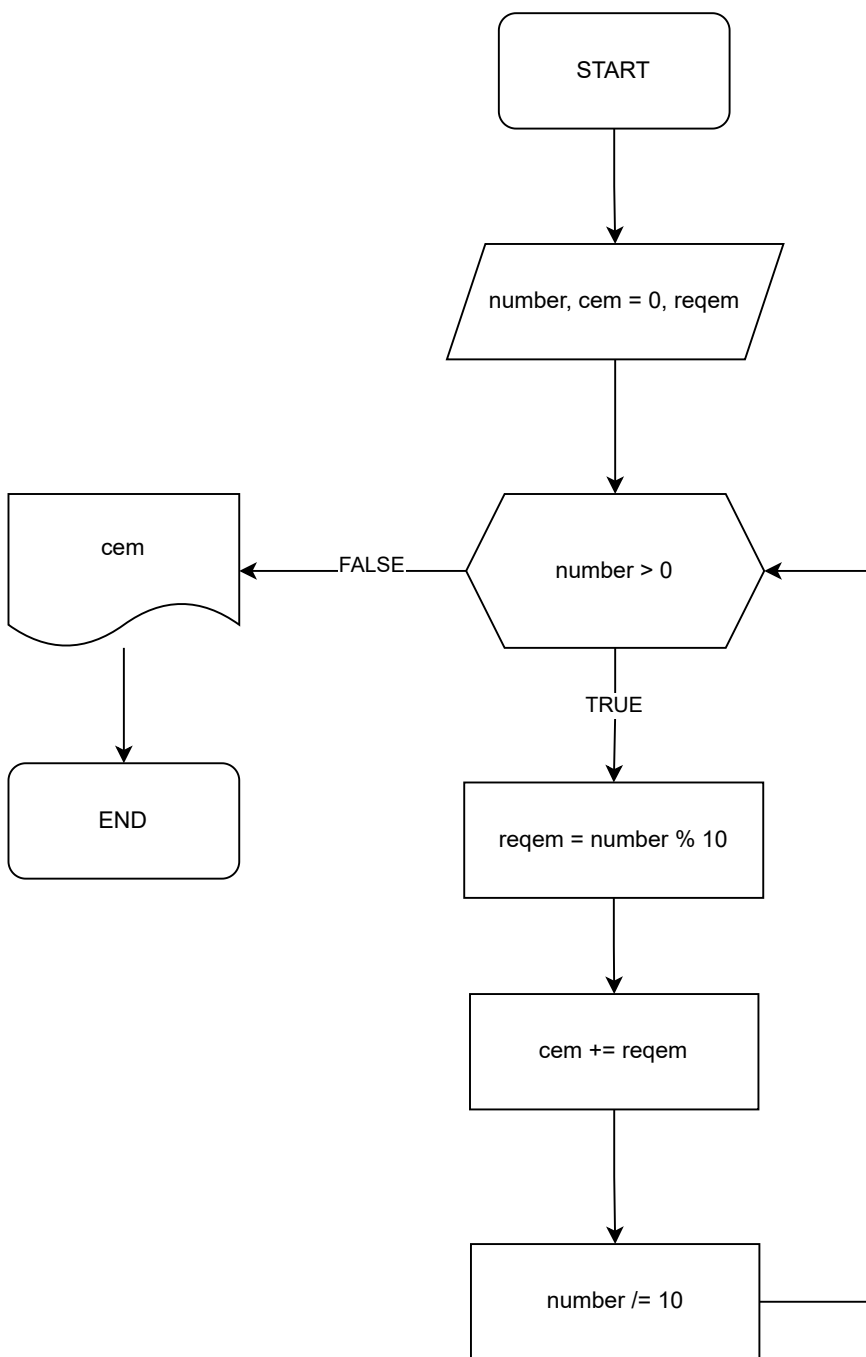 START
number, cem = 0, reqem
number > 0
FALSE
cem
TRUE
END
reqem = number % 10
cem += reqem
number /= 10